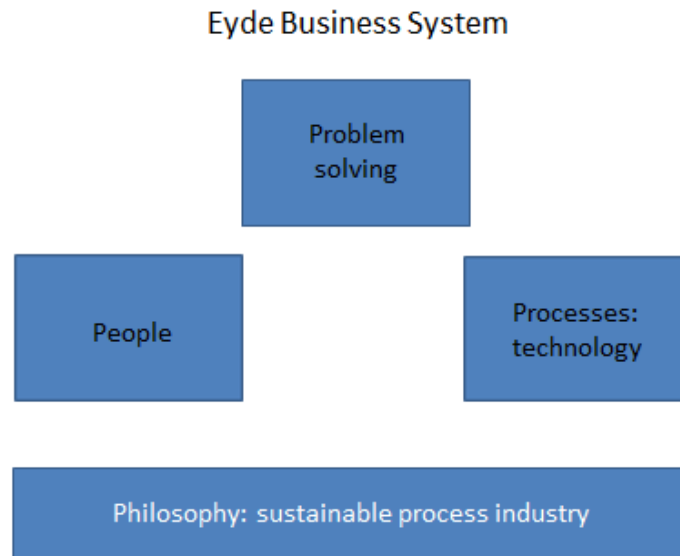 Eyde Business System
Problem
solving
People
Processes:
technology
Philosophy: sustainable process industry